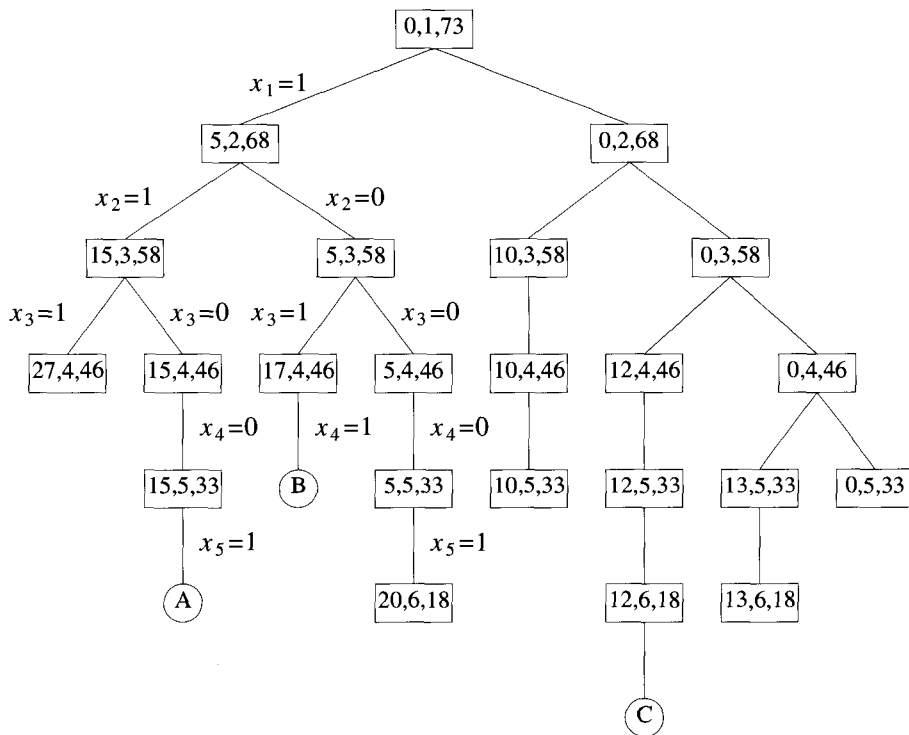 0,1,73
x₁=1
5,2,68
0,2,68
x₂=1
x₂=0
15,3,58
5,3,58
10,3,58
0,3,58
x₃=1
x₃=0
x₃=1
x₃=0
27,4,46
15,4,46
17,4,46
5,4,46
10,4,46
12,4,46
0,4,46
x₄=0
x₄=1
x₄=0
15,5,33
B
5,5,33
10,5,33
12,5,33
13,5,33
0,5,33
x₅=1
x₅=1
A
20,6,18
12,6,18
13,6,18
C